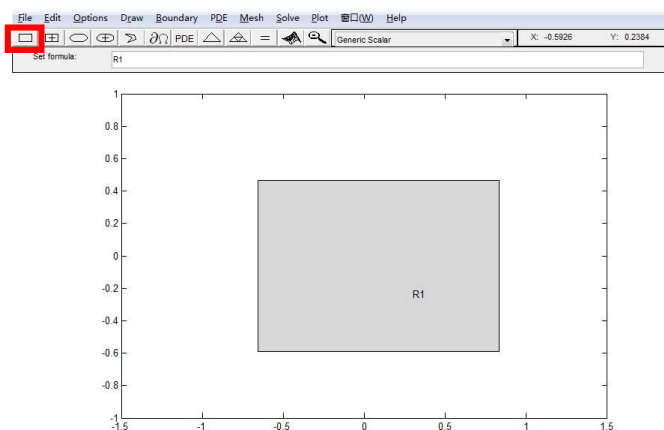 File Edit Options Draw Boundary PDE Mesh Solve Plot 窗口(W) Help
∂Ω PDE = Generic Scalar X: -0.5926 Y: 0.2384
Set formula: R1
1
0.8
0.6
0.4
0.2
0
-0.2
R1
-0.4
-0.6
-0.8
-1
-1.5 -1 -0.5 0 0.5 1 1.5